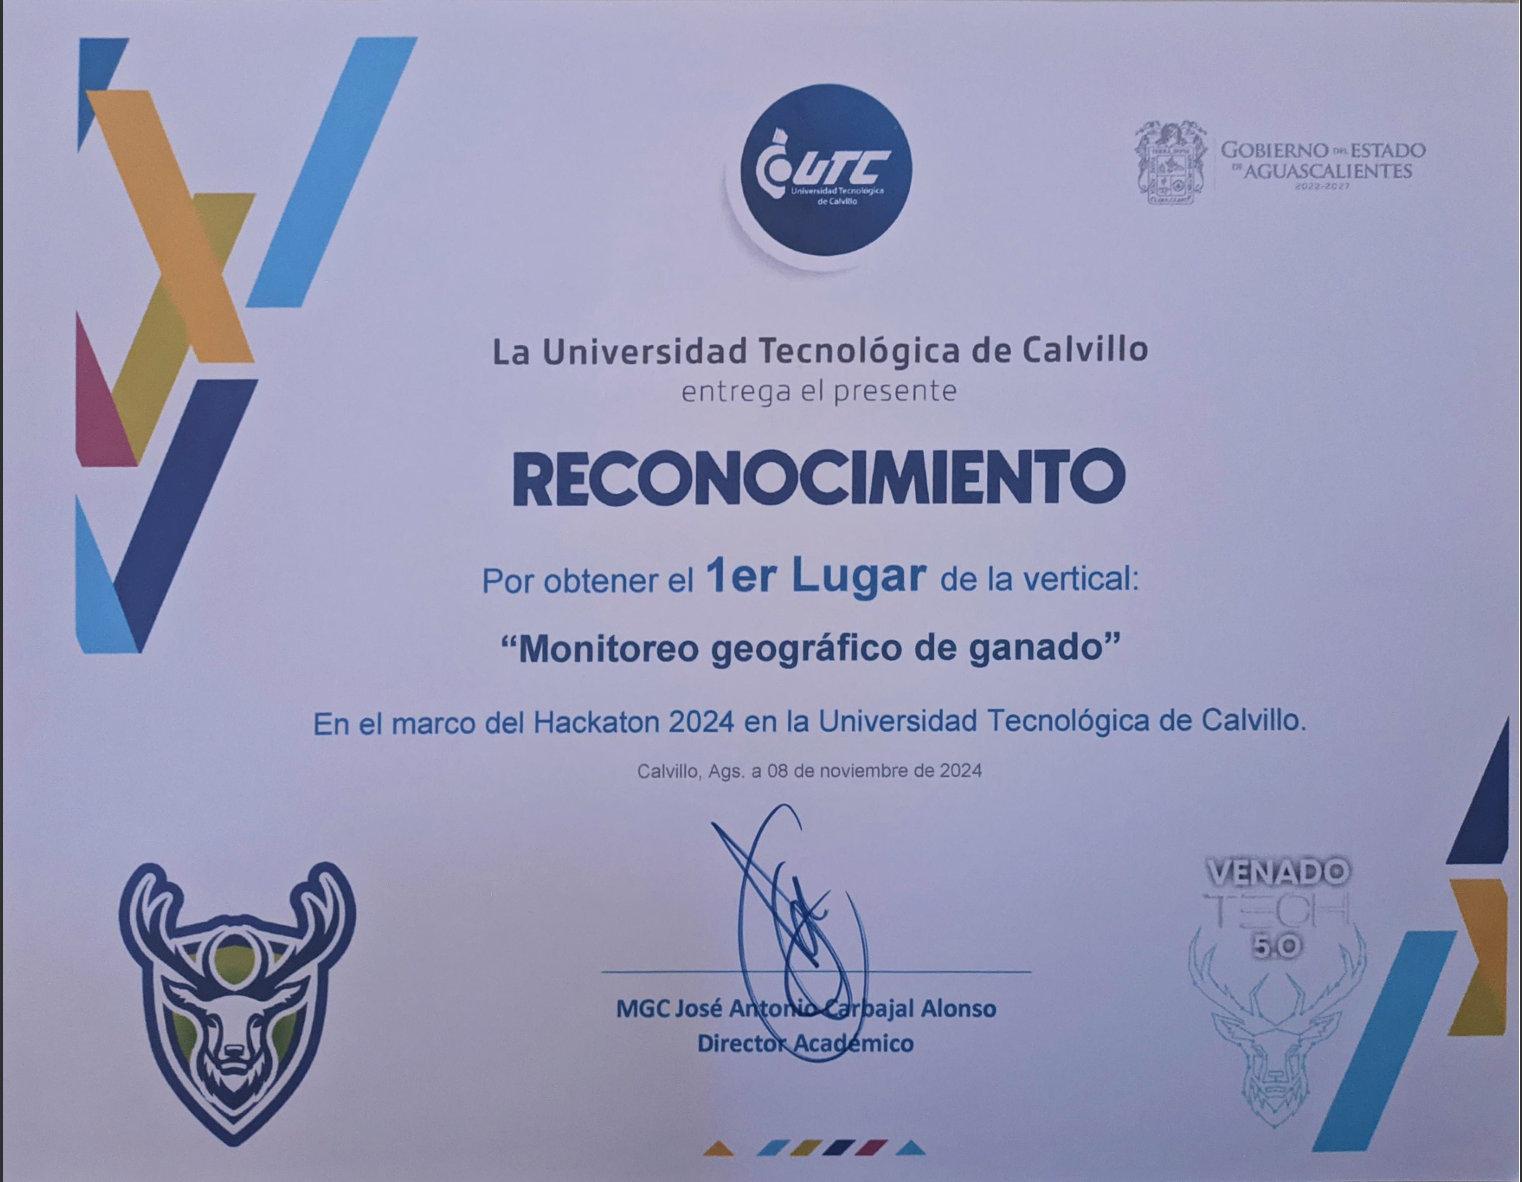 UTC
Universidad Tecnológica
de Calvillo
GOBIERNO DEL ESTADO
DE AGUASCALIENTES
2022-2027
La Universidad Tecnológica de Calvillo
entrega el presente
RECONOCIMIENTO
Por obtener el 1er Lugar de la vertical:
“Monitoreo geográfico de ganado”
En el marco del Hackaton 2024 en la Universidad Tecnológica de Calvillo.
Calvillo, Ags. a 08 de noviembre de 2024
MGC José Antonio Carbajal Alonso
Director Académico
VENADO
TECH
5.0